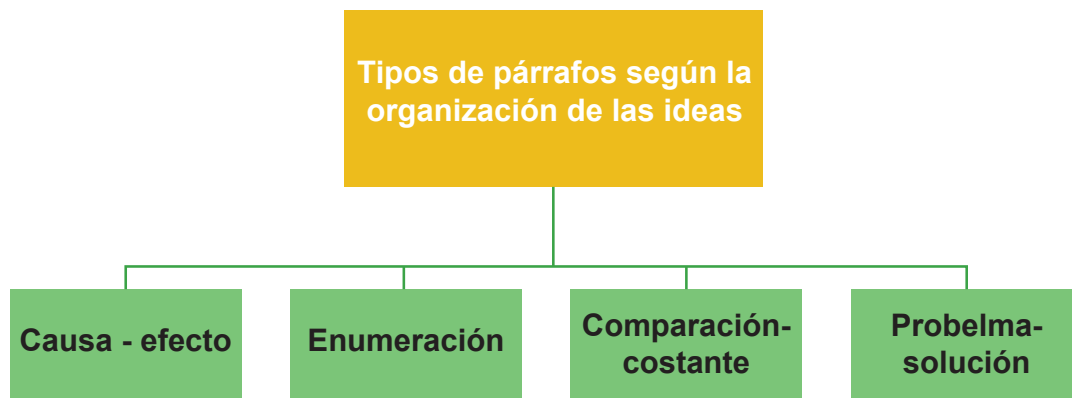 Tipos de párrafos según la
organización de las ideas
Causa - efecto
Enumeración
Comparación-
costante
Probelma-
solución